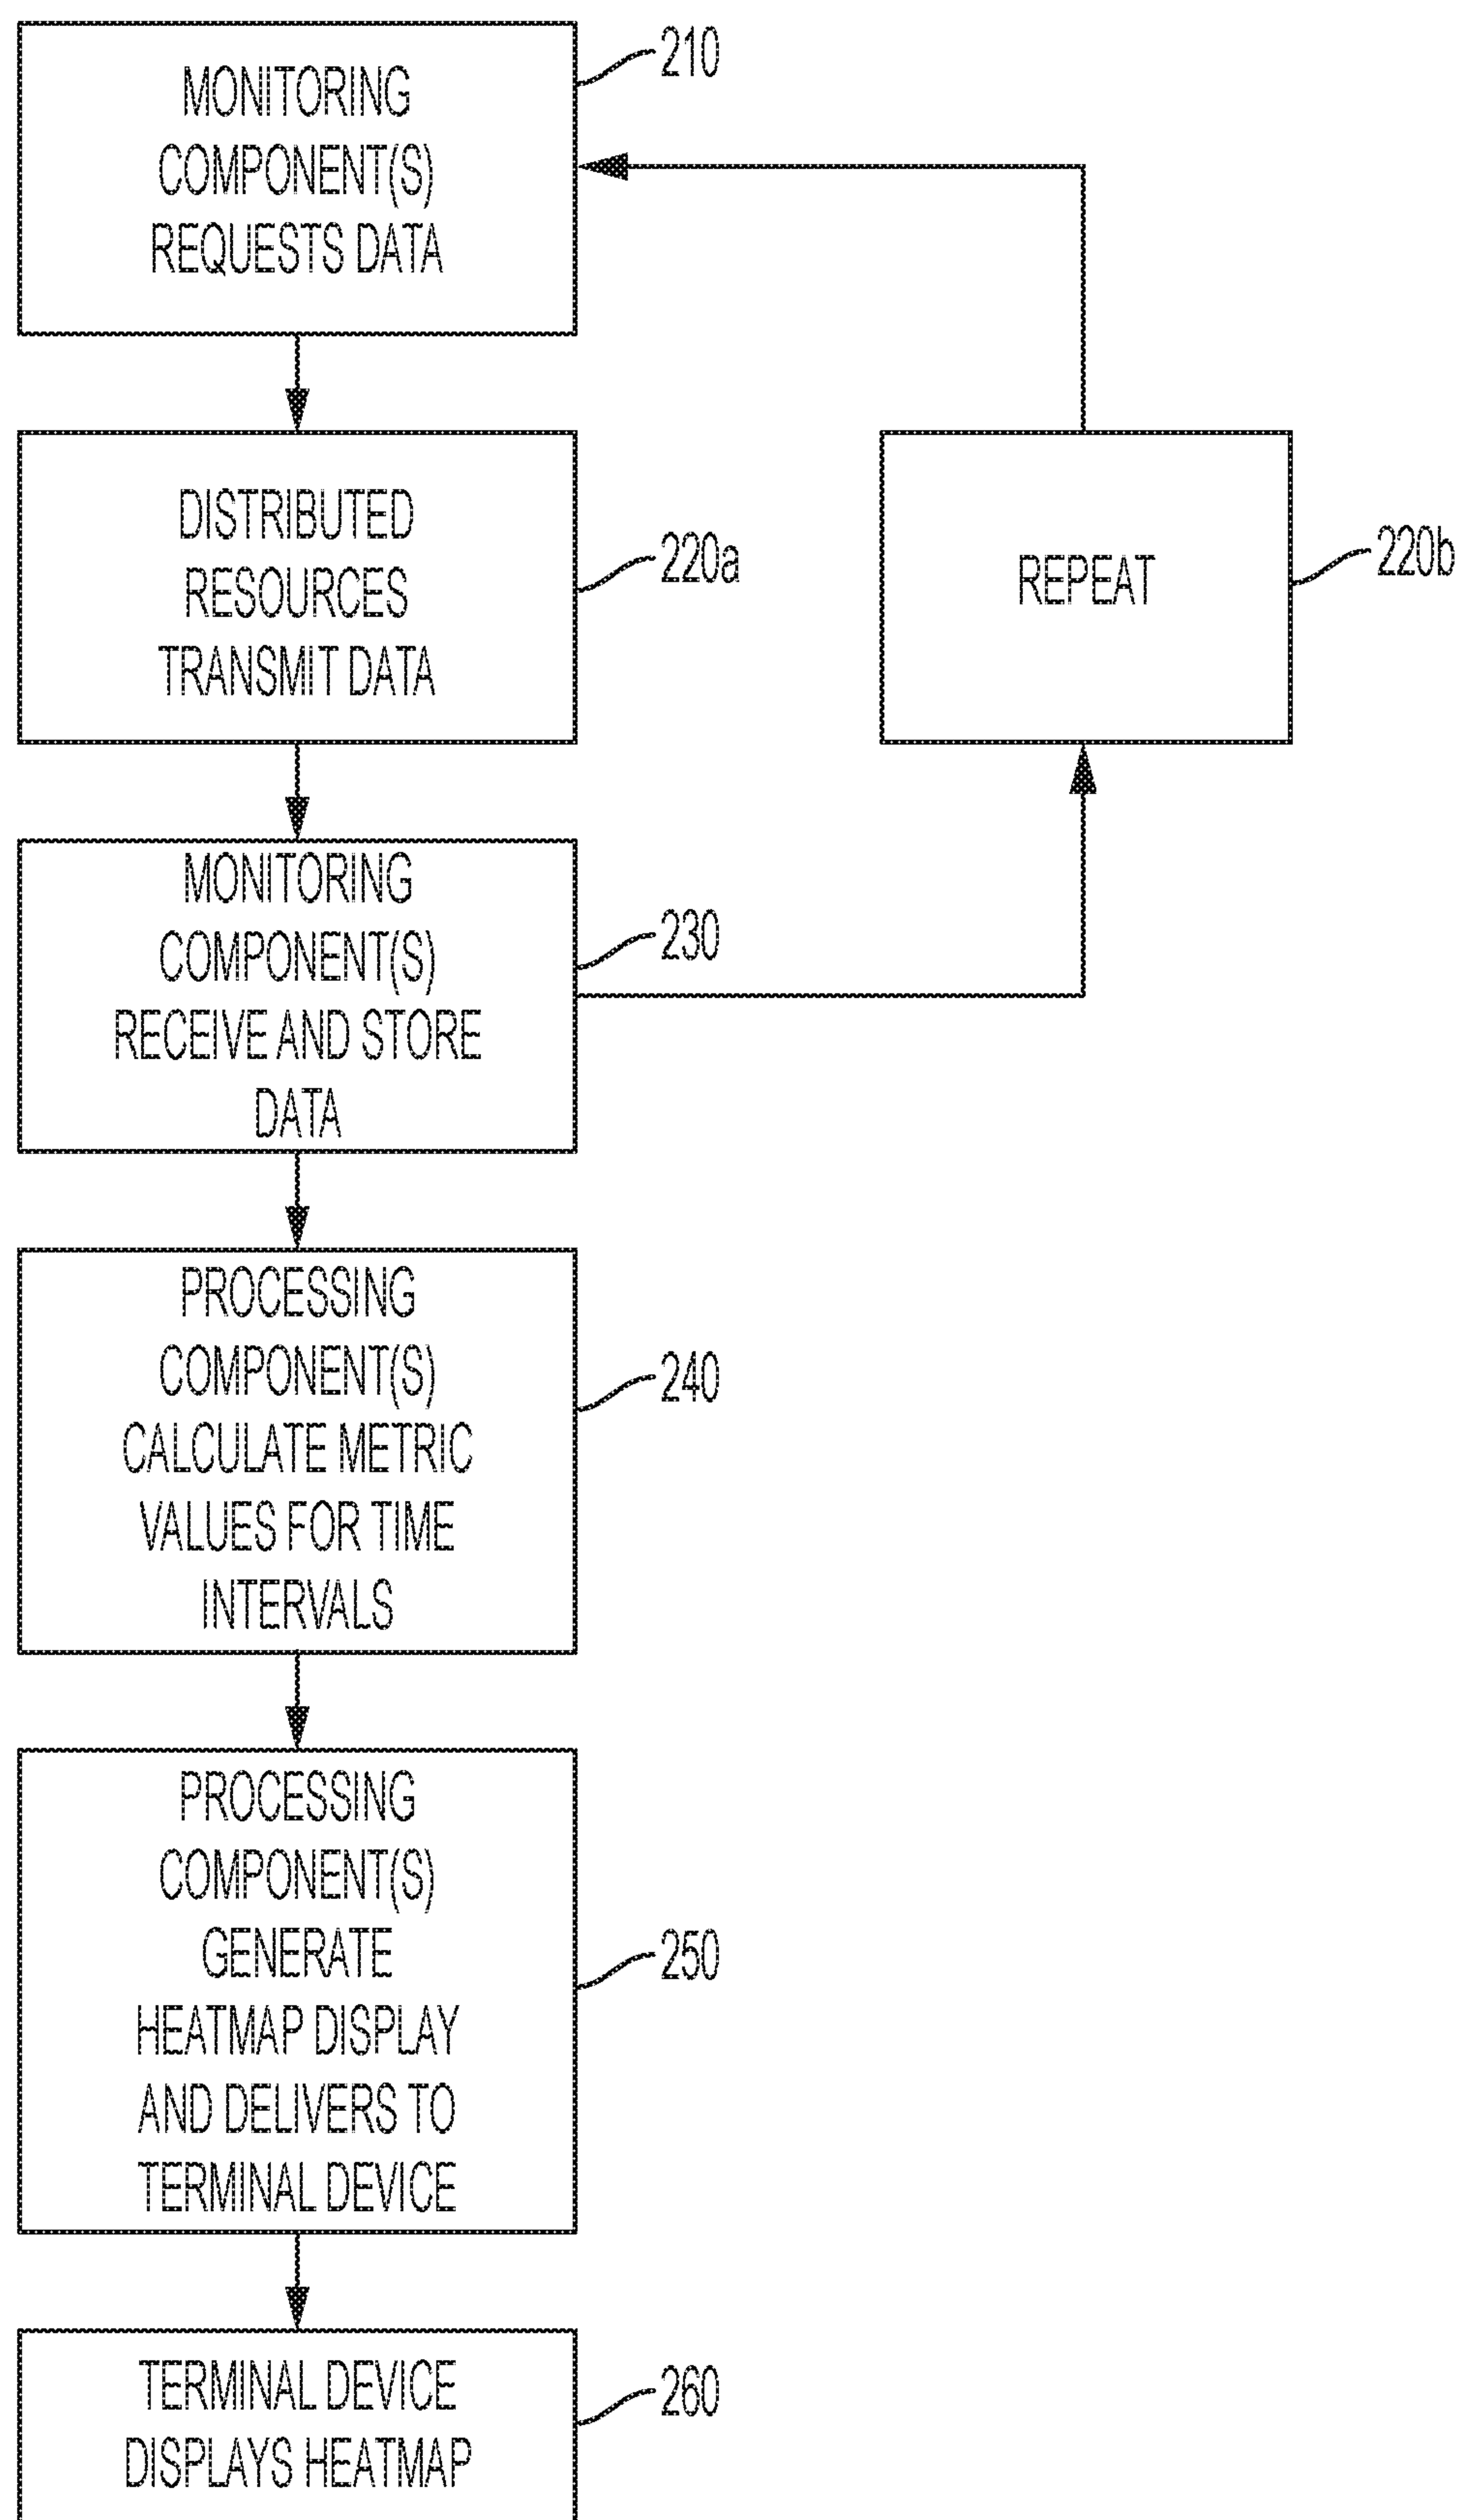 MONITORING
COMPONENT(S)
REQUESTS DATA
210
DISTRIBUTED
RESOURCES
TRANSMIT DATA
220a
REPEAT
220b
MONITORING
COMPONENT(S)
RECEIVE AND STORE
DATA
230
PROCESSING
COMPONENT(S)
CALCULATE METRIC
VALUES FOR TIME
INTERVALS
240
PROCESSING
COMPONENT(S)
GENERATE
HEATMAP DISPLAY
AND DELIVERS TO
TERMINAL DEVICE
250
TERMINAL DEVICE
DISPLAYS HEATMAP
260